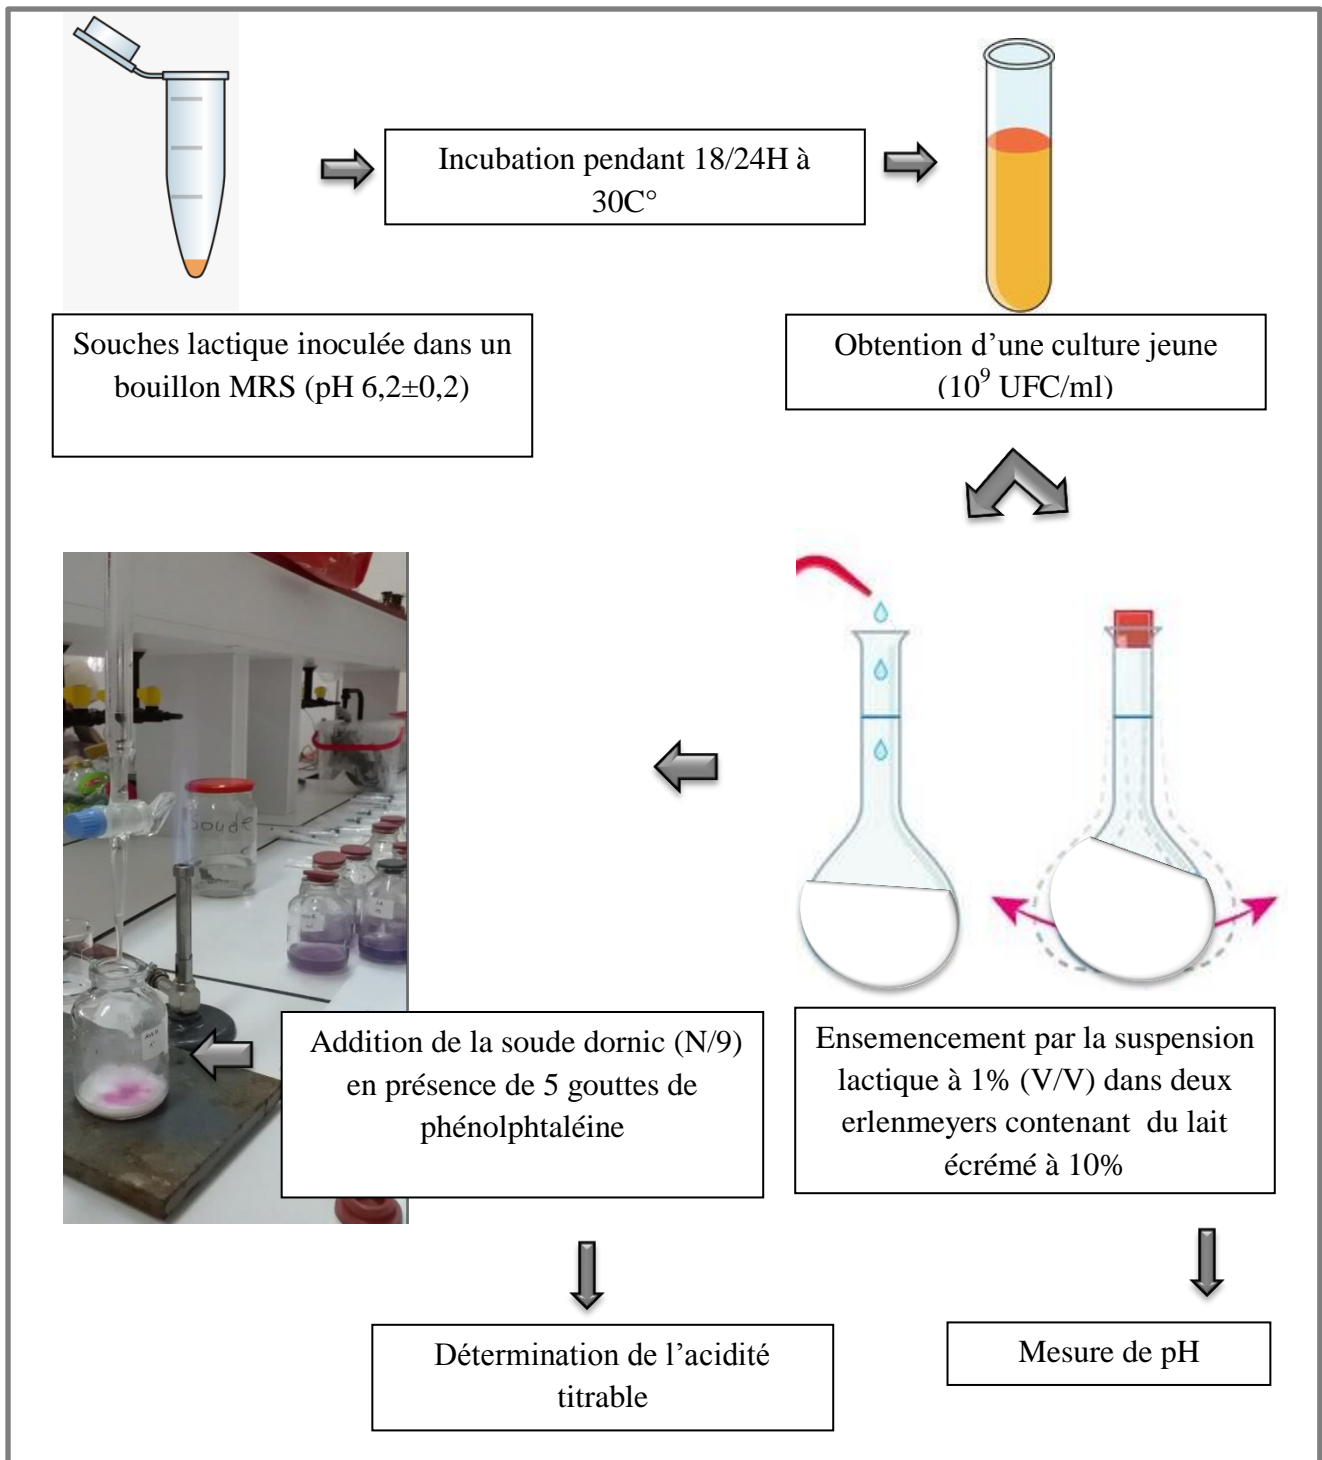 Incubation pendant 18/24H à
30C°
Souches lactique inoculée dans un
bouillon MRS (pH 6,2±0,2)
Obtention d’une culture jeune
(10⁹ UFC/ml)
soude
Addition de la soude dornic (N/9)
en présence de 5 gouttes de
phénolphtaléine
Ensemencement par la suspension
lactique à 1% (V/V) dans deux
erlenmeyers contenant du lait
écrémé à 10%
Détermination de l’acidité
titrable
Mesure de pH